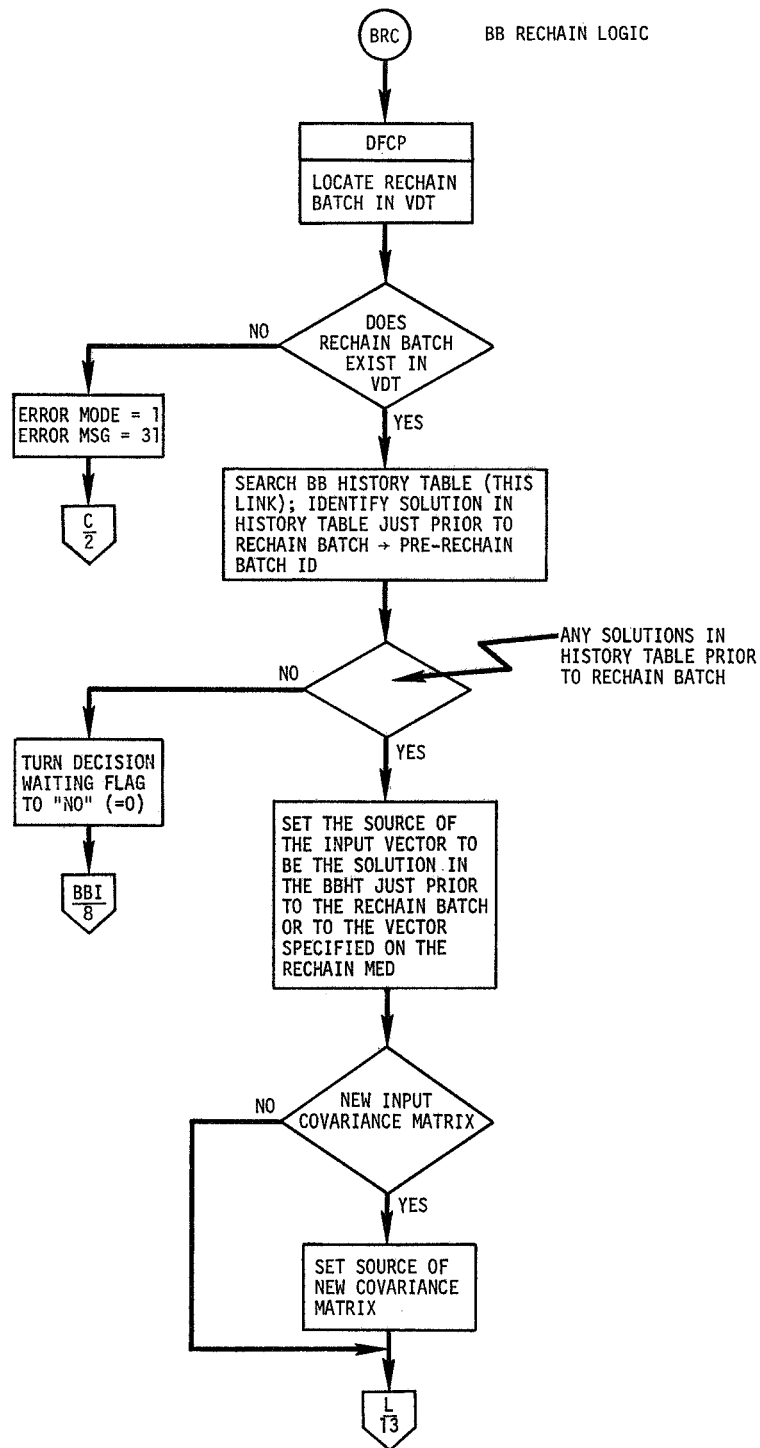 BRC
BB RECHAIN LOGIC
DFCP
LOCATE RECHAIN
BATCH IN VDT
DOES
RECHAIN BATCH
EXIST IN
VDT
NO
YES
ERROR MODE = 1
ERROR MSG = 31
C
2
SEARCH BB HISTORY TABLE (THIS
LINK); IDENTIFY SOLUTION IN
HISTORY TABLE JUST PRIOR TO
RECHAIN BATCH → PRE-RECHAIN
BATCH ID
ANY SOLUTIONS IN
HISTORY TABLE PRIOR
TO RECHAIN BATCH
NO
YES
TURN DECISION
WAITING FLAG
TO "NO" (=0)
BBI
8
SET THE SOURCE OF
THE INPUT VECTOR TO
BE THE SOLUTION IN
THE BBHT JUST PRIOR
TO THE RECHAIN BATCH
OR TO THE VECTOR
SPECIFIED ON THE
RECHAIN MED
NEW INPUT
COVARIANCE MATRIX
NO
YES
SET SOURCE OF
NEW COVARIANCE
MATRIX
L
13